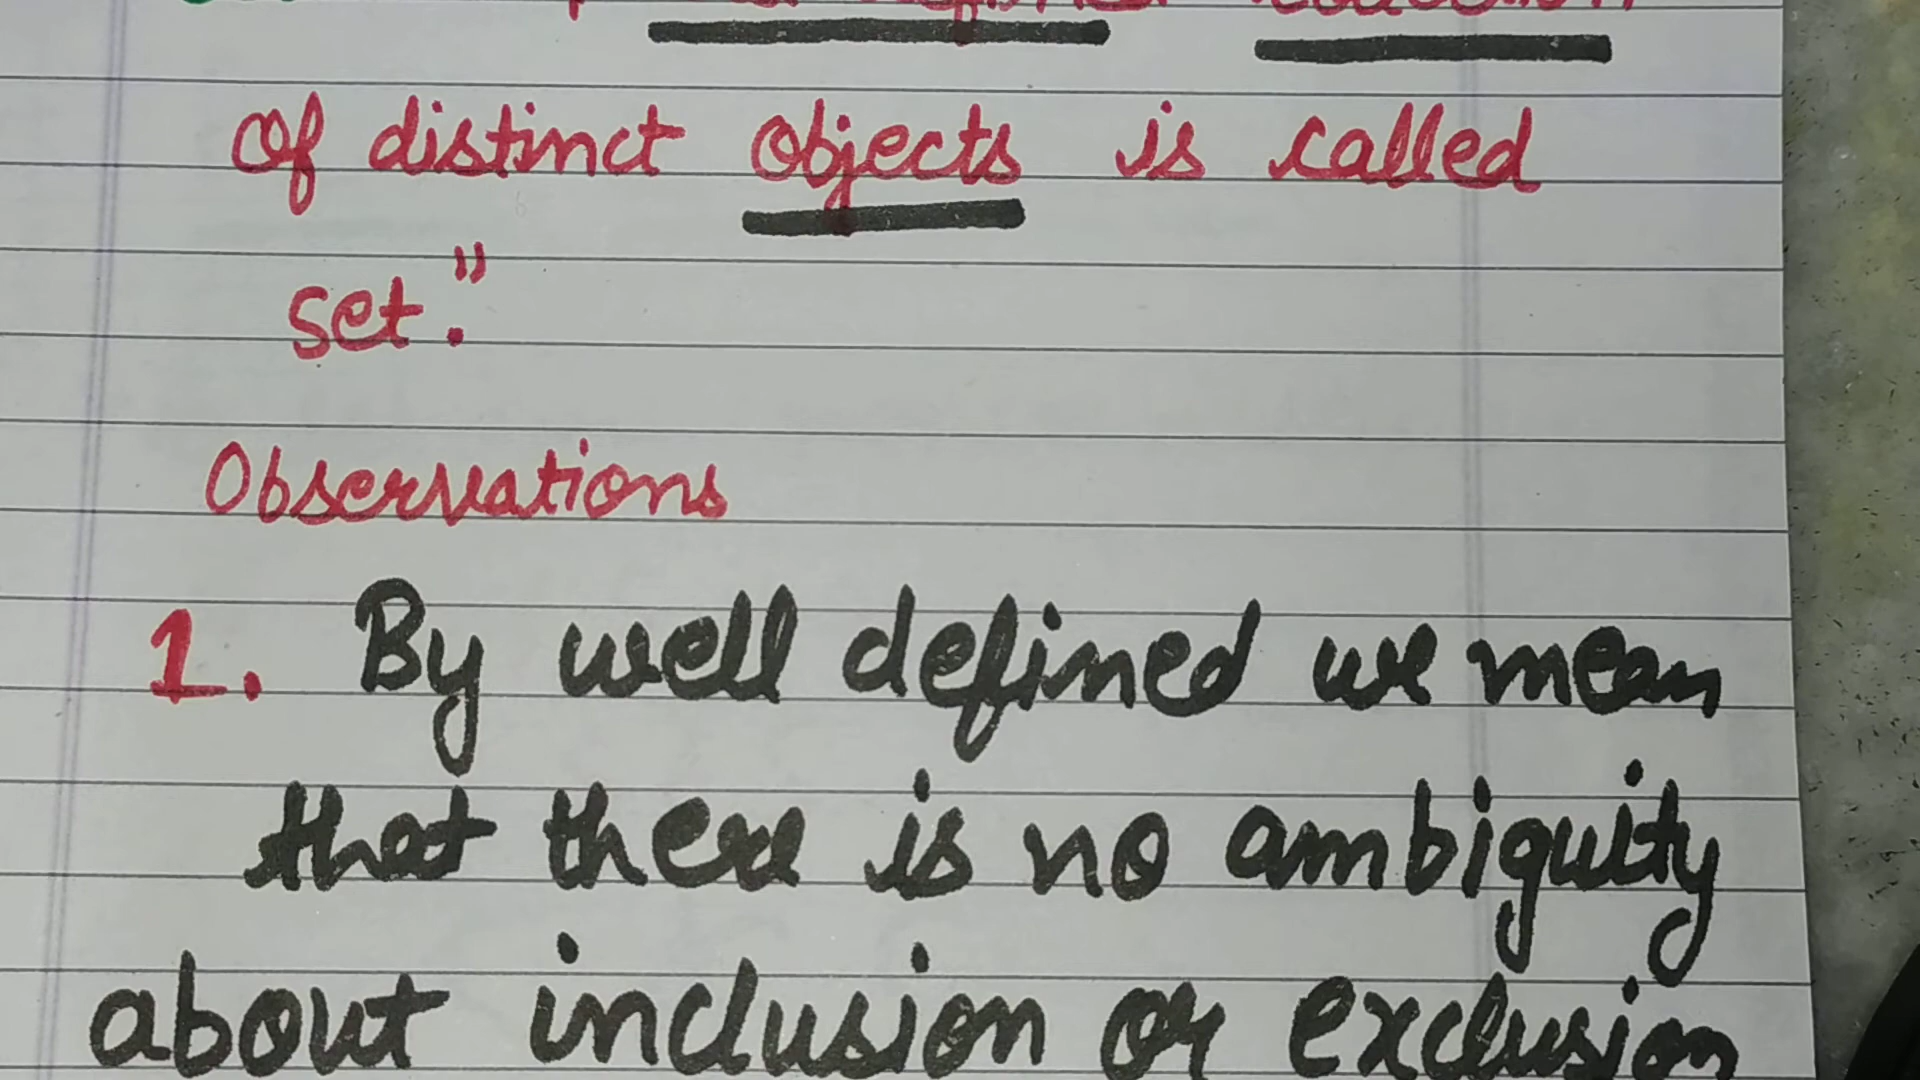 of distinct objects is called
set."
Observations
1. By well defined we mean
that there is no ambiguity
about inclusion or exclusion